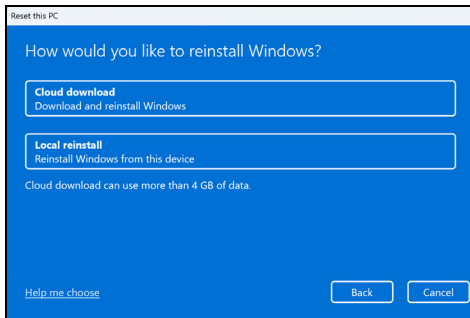 Reset this PC
How would you like to reinstall Windows?
Cloud download
Download and reinstall Windows
Local reinstall
Reinstall Windows from this device
Cloud download can use more than 4 GB of data.
Help me choose
Back
Cancel